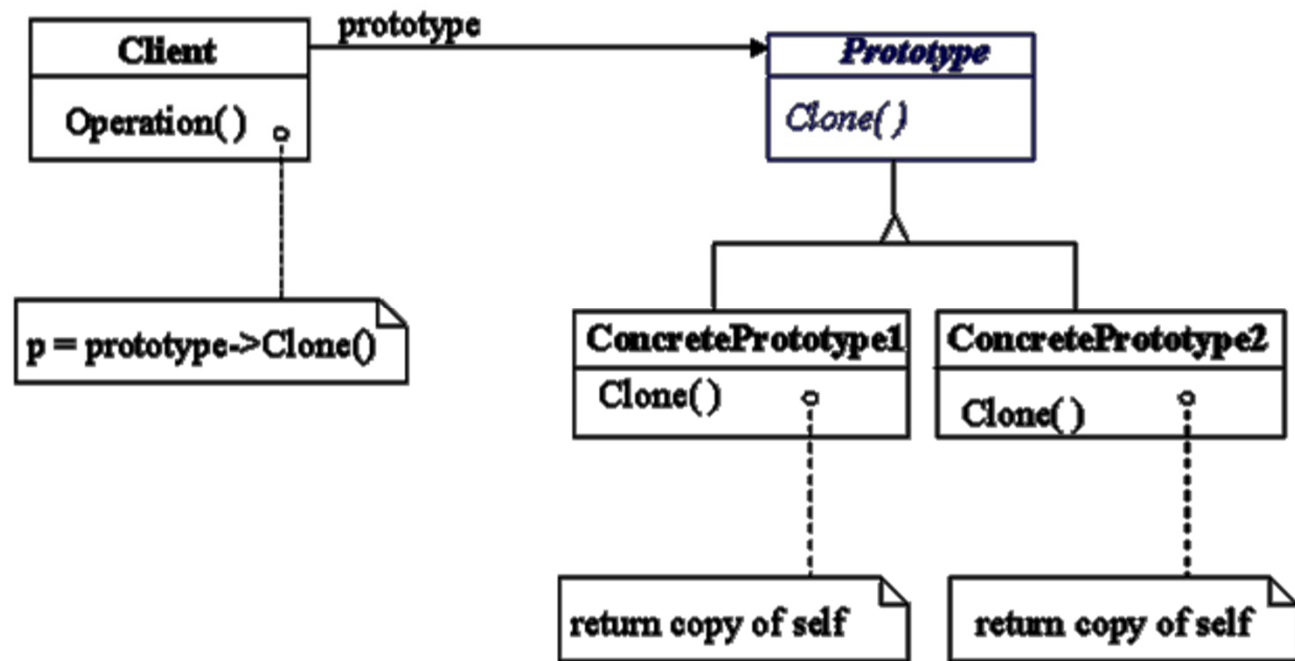 Client
prototype
Prototype
Operation( )
Clone( )
p = prototype->Clone()
ConcretePrototype1
ConcretePrototype2
Clone( )
Clone( )
return copy of self
return copy of self